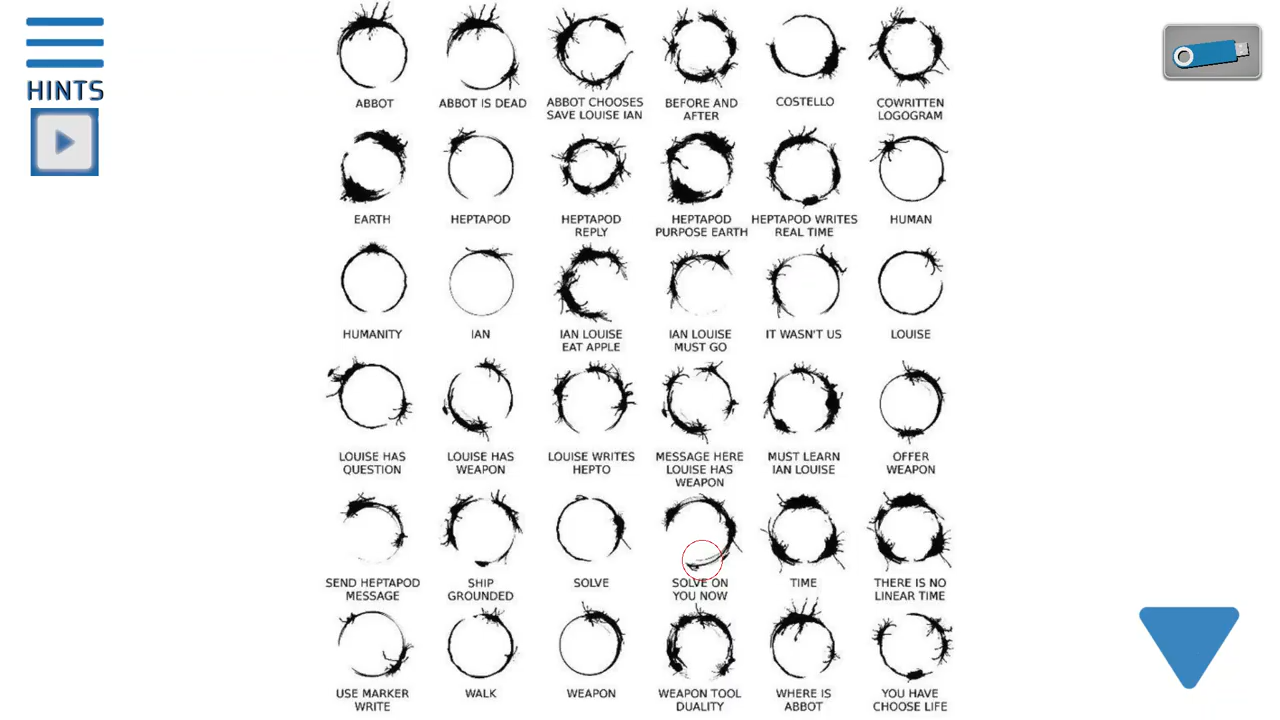 HINTS
ABBOT
ABBOT IS DEAD
ABBOT CHOOSES
SAVE LOUISE IAN
BEFORE AND
AFTER
COSTELLO
COWRITTEN
LOGOGRAM
EARTH
HEPTAPOD
HEPTAPOD
REPLY
HEPTAPOD
PURPOSE EARTH
HEPTAPOD WRITES
REAL TIME
HUMAN
HUMANITY
IAN
IAN LOUISE
EAT APPLE
IAN LOUISE
MUST GO
IT WASN'T US
LOUISE
LOUISE HAS
QUESTION
LOUISE HAS
WEAPON
LOUISE WRITES
HEPTO
MESSAGE HERE
LOUISE HAS
WEAPON
MUST LEARN
IAN LOUISE
OFFER
WEAPON
SEND HEPTAPOD
MESSAGE
SHIP
GROUNDED
SOLVE
SOLVE ON
YOU NOW
TIME
THERE IS NO
LINEAR TIME
USE MARKER
WRITE
WALK
WEAPON
WEAPON TOOL
DUALITY
WHERE IS
ABBOT
YOU HAVE
CHOOSE LIFE